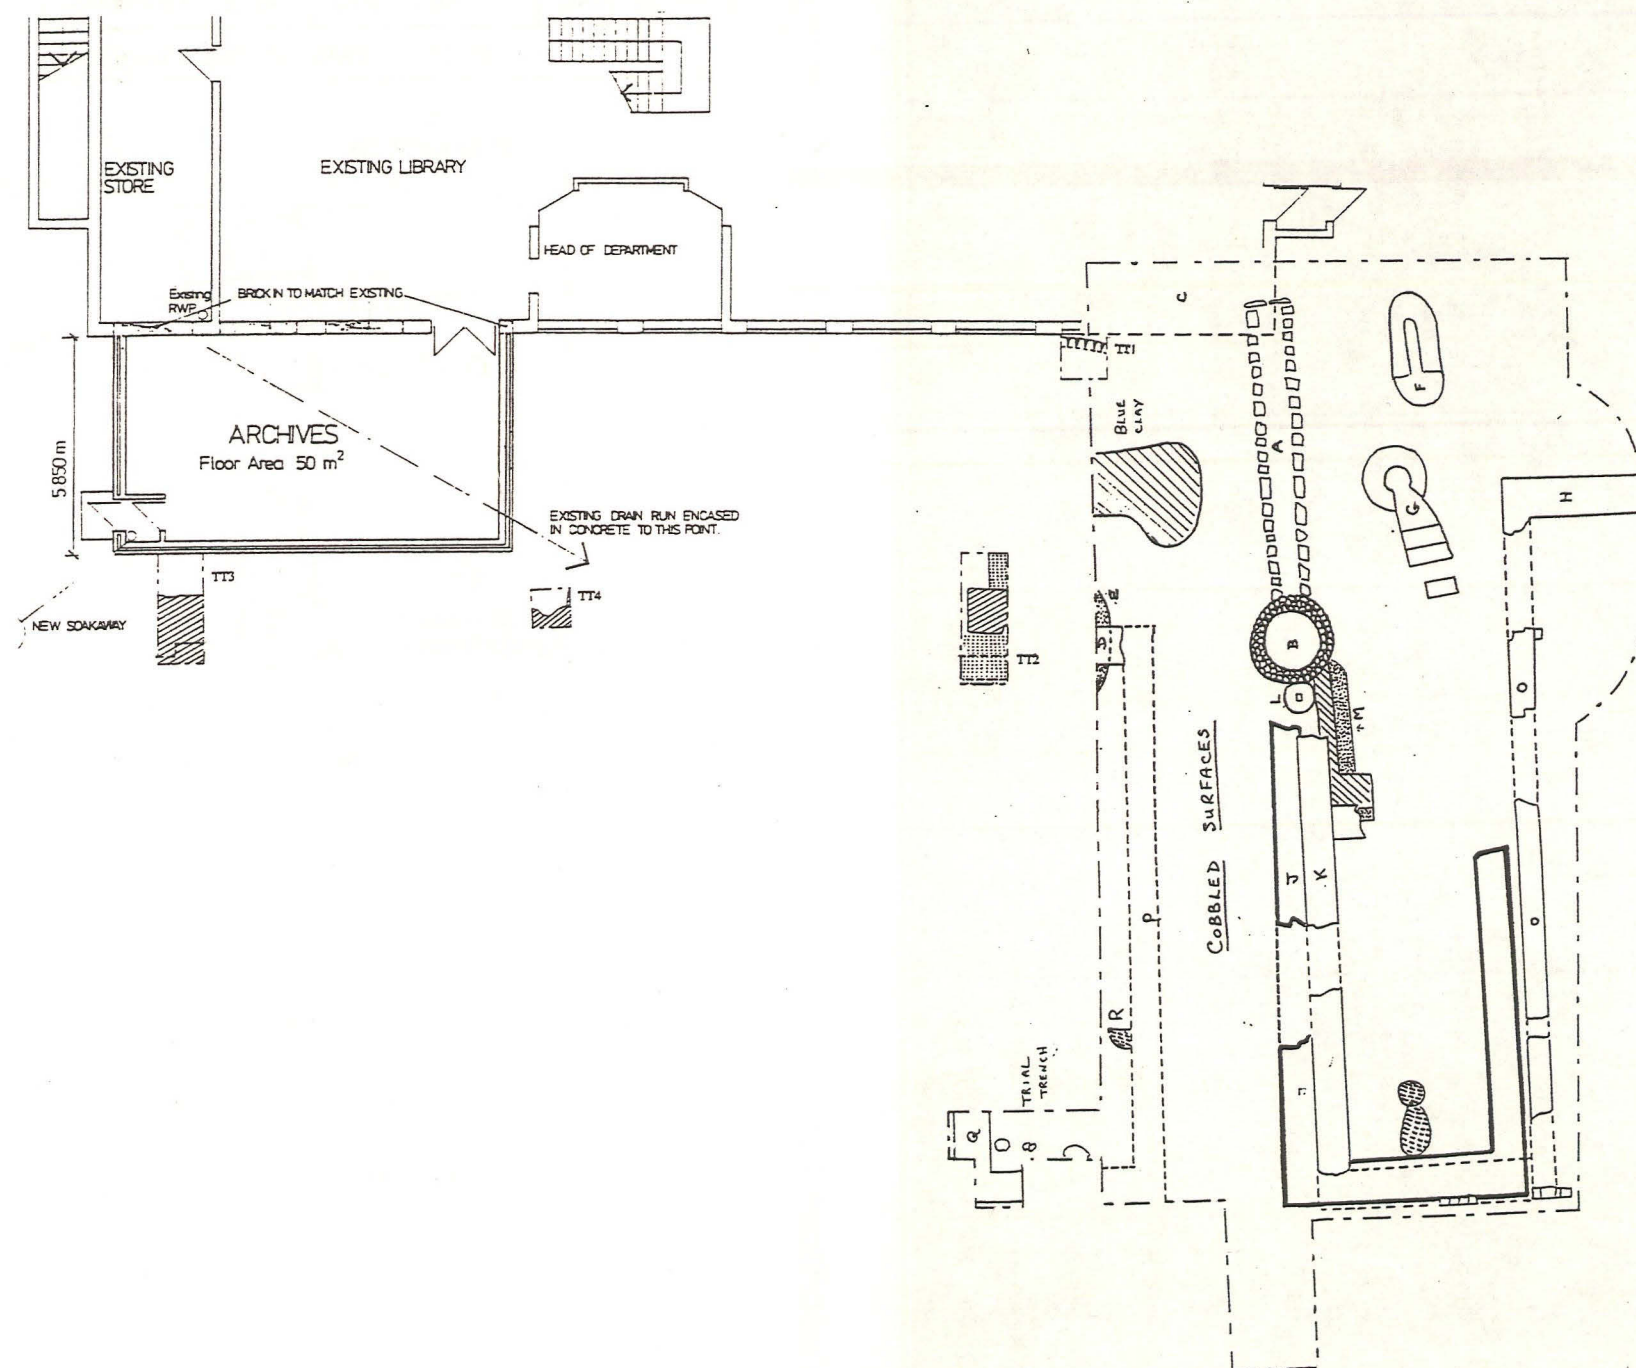 EXISTING
STORE
EXISTING LIBRARY
HEAD OF DEPARTMENT
Existing
RWP
BRICK IN TO MATCH EXISTING
ARCHIVES
Floor Area 50 m²
5850m
EXISTING DRAIN RUN ENCASED
IN CONCRETE TO THIS POINT.
NEW SOAKAWAY
TT3
TT4
TT1
TT2
BLUE
CLAY
C
A
F
G
H
B
E
D
L
M
O
COBBLED SURFACES
J
K
P
O
R
TRIAL
TRENCH
Q
J